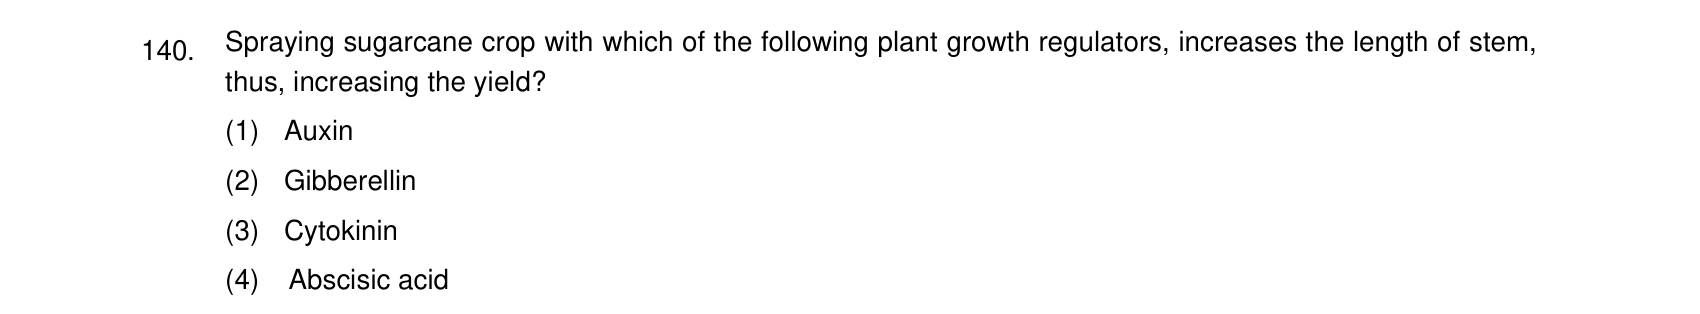 140. Spraying sugarcane crop with which of the following plant growth regulators, increases the length of stem,
thus, increasing the yield?
(1) Auxin
(2) Gibberellin
(3) Cytokinin
(4) Abscisic acid